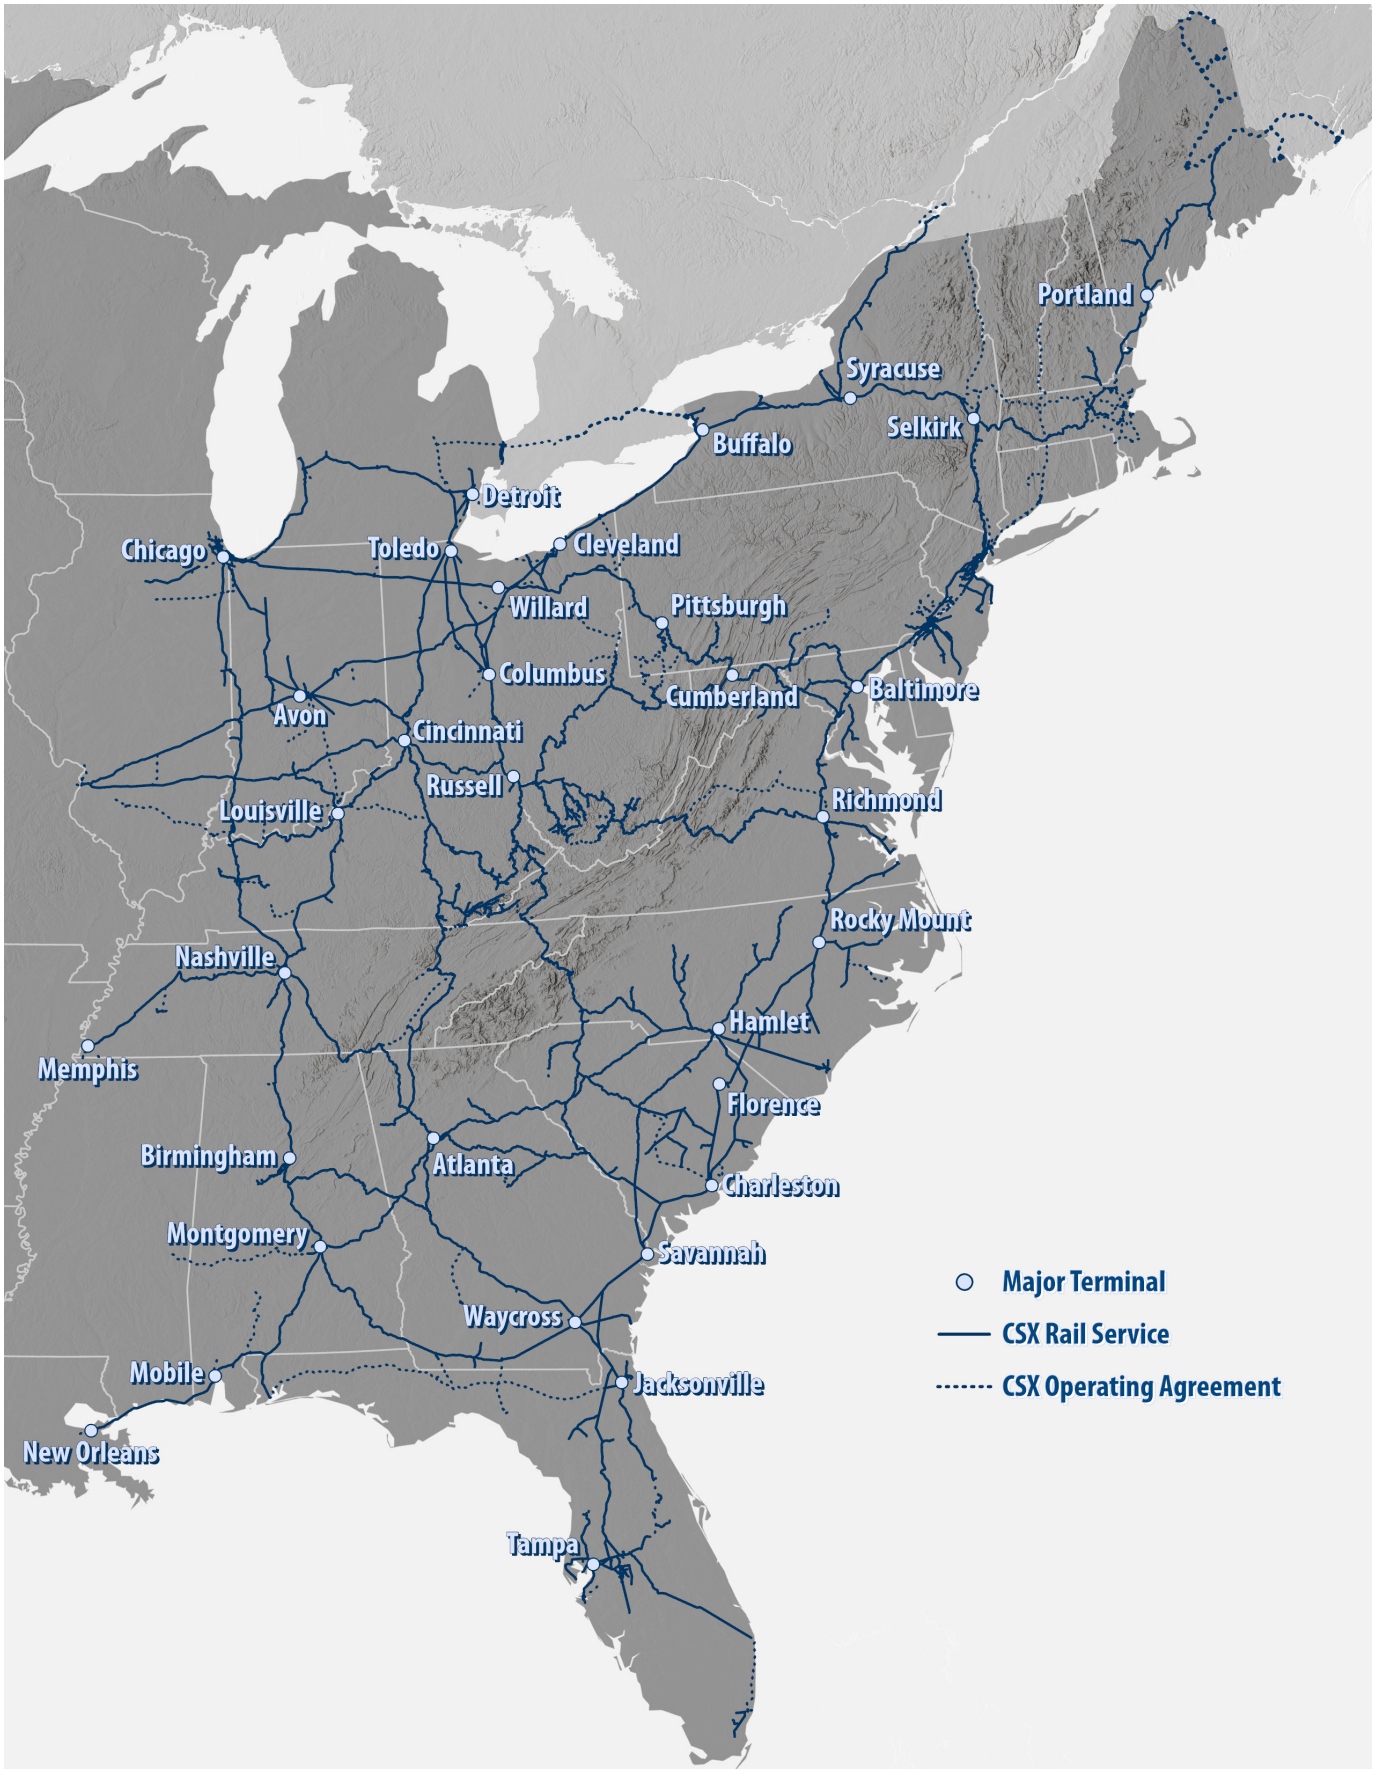 Portland
Syracuse
Selkirk
Buffalo
Detroit
Chicago
Toledo
Cleveland
Willard
Pittsburgh
Columbus
Cumberland
Baltimore
Avon
Cincinnati
Russell
Louisville
Richmond
Rocky Mount
Nashville
Hamlet
Memphis
Florence
Birmingham
Atlanta
Charleston
Montgomery
Savannah
Major Terminal
Waycross
CSX Rail Service
Mobile
Jacksonville
CSX Operating Agreement
New Orleans
Tampa